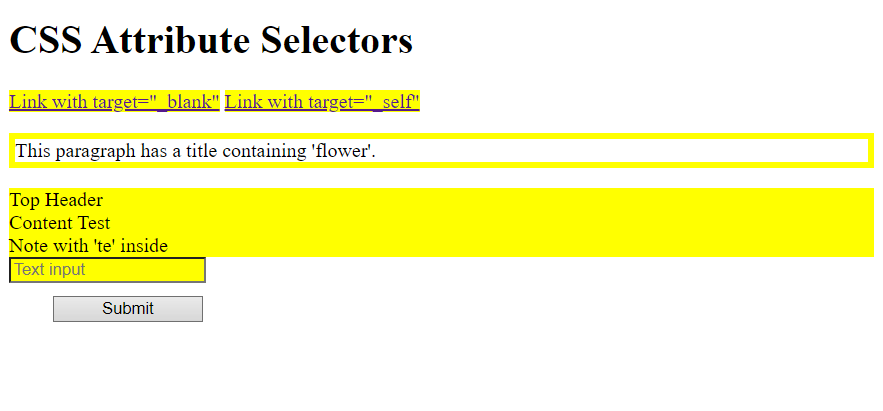 CSS Attribute Selectors
Link with target="_blank" Link with target="_self"
This paragraph has a title containing 'flower'.
Top Header
Content Test
Note with 'te' inside
Text input
Submit